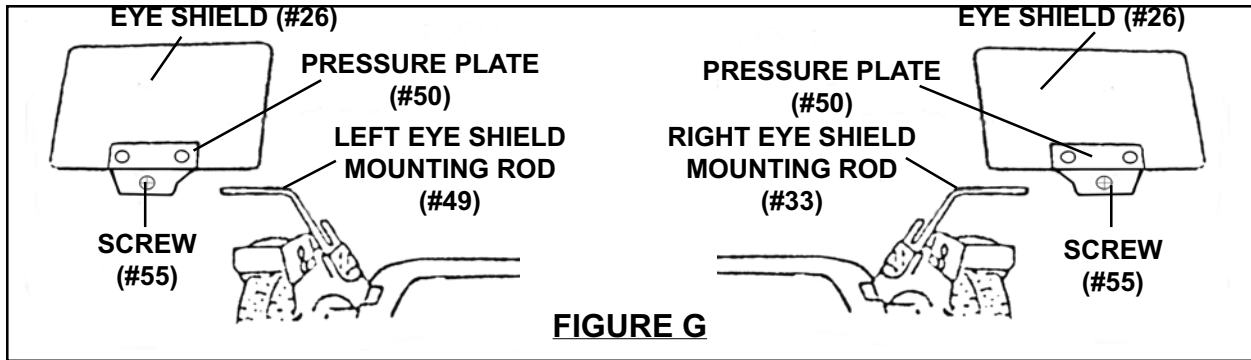 EYE SHIELD (#26)
PRESSURE PLATE
(#50)
LEFT EYE SHIELD
MOUNTING ROD
(#49)
SCREW
(#55)
EYE SHIELD (#26)
PRESSURE PLATE
(#50)
RIGHT EYE SHIELD
MOUNTING ROD
(#33)
SCREW
(#55)
FIGURE G